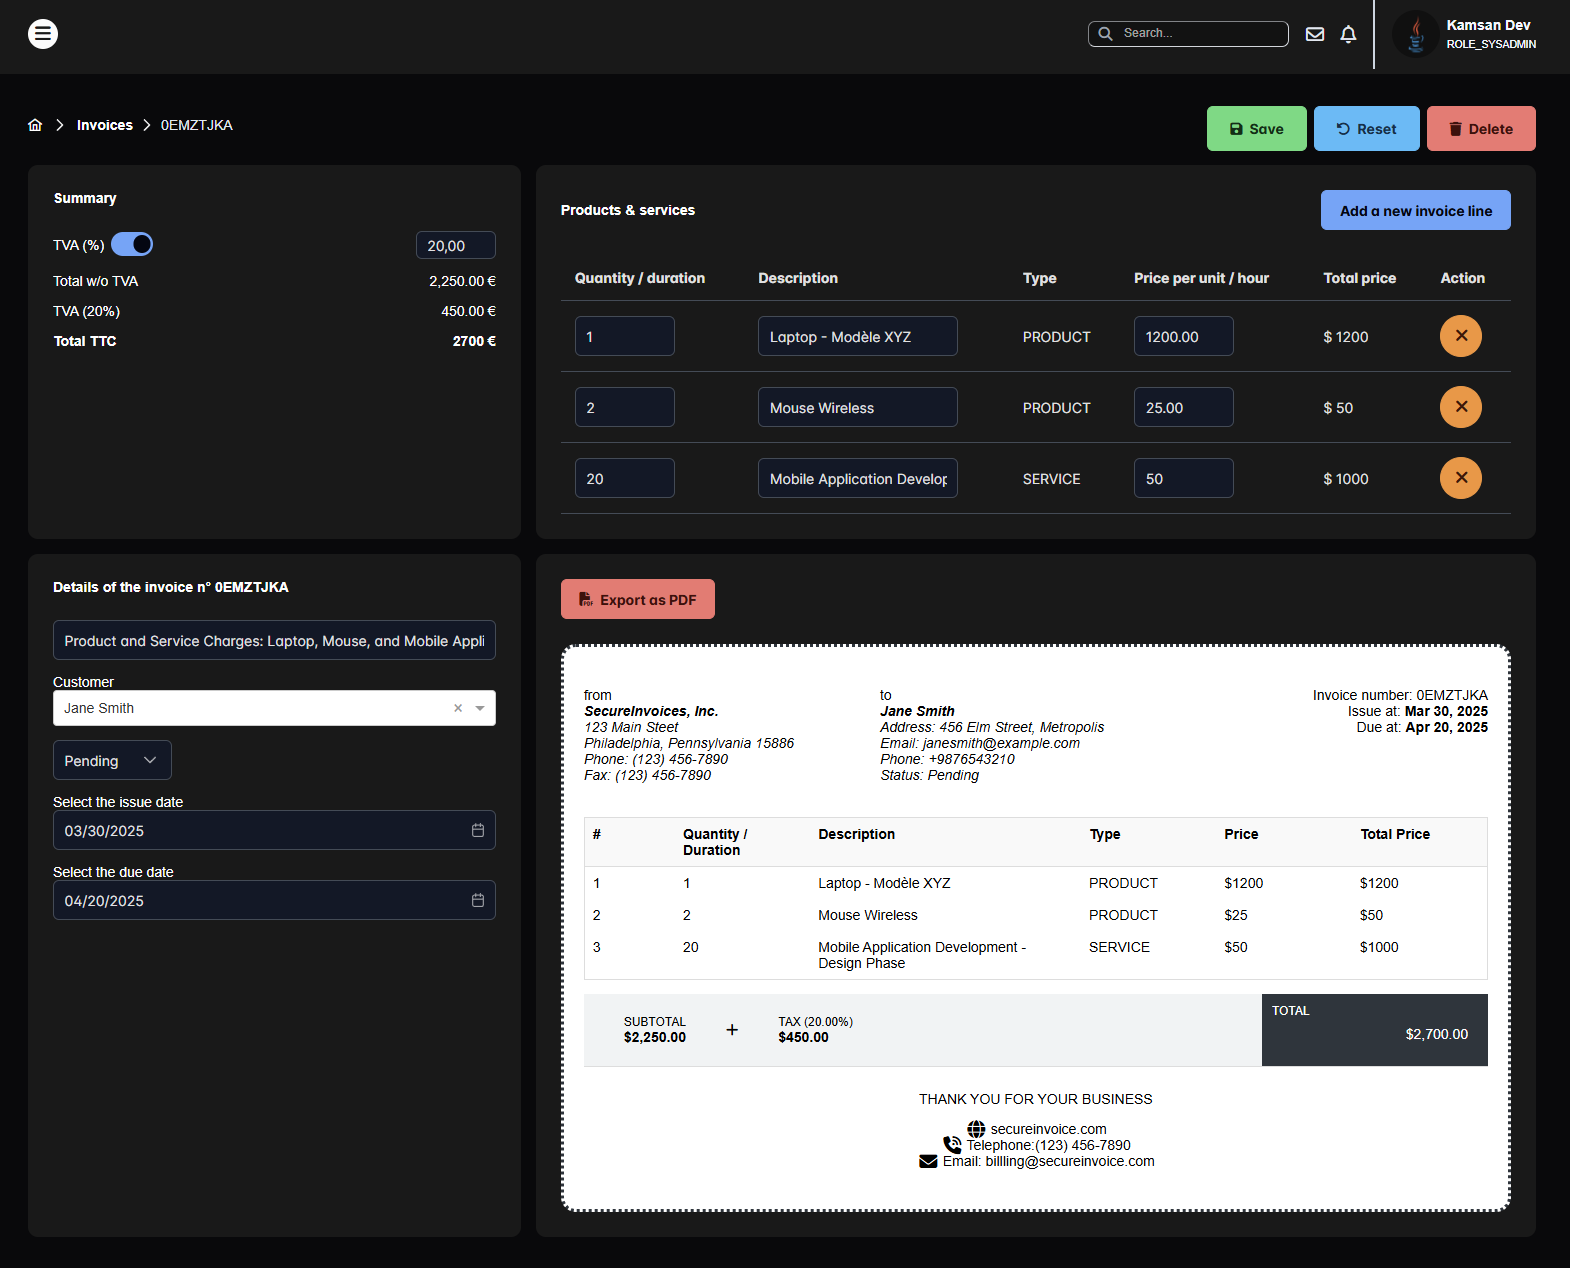 Search...
Kamsan Dev
ROLE_SYSADMIN
Invoices
0EMZTJKA
Save
Reset
Delete
Summary
TVA (%)
20,00
Total w/o TVA
2,250.00 €
TVA (20%)
450.00 €
Total TTC
2700 €
Products & services
Add a new invoice line
Quantity / duration Description Type Price per unit / hour Total price Action
1 Laptop - Modèle XYZ PRODUCT 1200.00 $ 1200
2 Mouse Wireless PRODUCT 25.00 $ 50
20 Mobile Application Develop SERVICE 50 $ 1000
Details of the invoice n° 0EMZTJKA
Product and Service Charges: Laptop, Mouse, and Mobile Appli
Customer
Jane Smith
Pending
Select the issue date
03/30/2025
Select the due date
04/20/2025
PDF Export as PDF
from
SecureInvoices, Inc.
123 Main Steet
Philadelphia, Pennsylvania 15886
Phone: (123) 456-7890
Fax: (123) 456-7890
to
Jane Smith
Address: 456 Elm Street, Metropolis
Email: janesmith@example.com
Phone: +9876543210
Status: Pending
Invoice number: 0EMZTJKA
Issue at: Mar 30, 2025
Due at: Apr 20, 2025
# Quantity / Duration Description Type Price Total Price
1 1 Laptop - Modèle XYZ PRODUCT $1200 $1200
2 2 Mouse Wireless PRODUCT $25 $50
3 20 Mobile Application Development - SERVICE $50 $1000
Design Phase
SUBTOTAL
$2,250.00
+
TAX (20.00%)
$450.00
TOTAL
$2,700.00
THANK YOU FOR YOUR BUSINESS
secureinvoice.com
Telephone:(123) 456-7890
Email: billling@secureinvoice.com